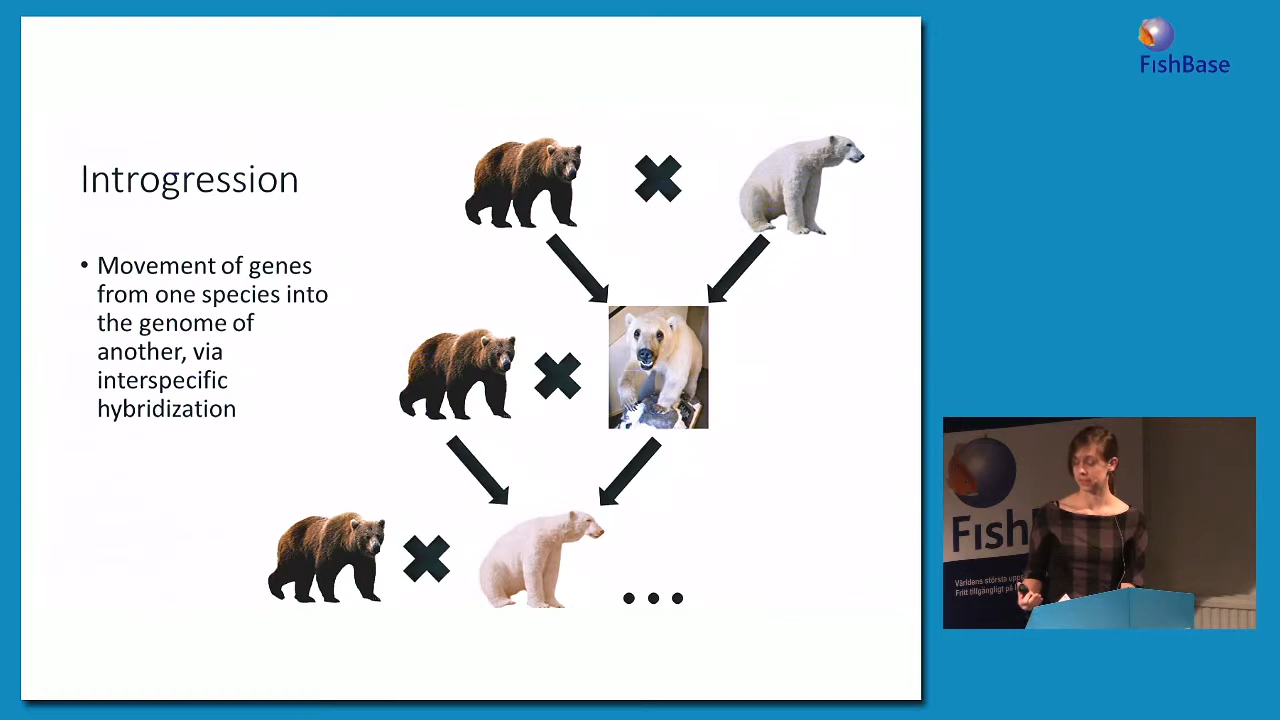 FishBase
Introgression
• Movement of genes
from one species into
the genome of
another, via
interspecific
hybridization
Fish
Världens största
Fritt tillgängligt på